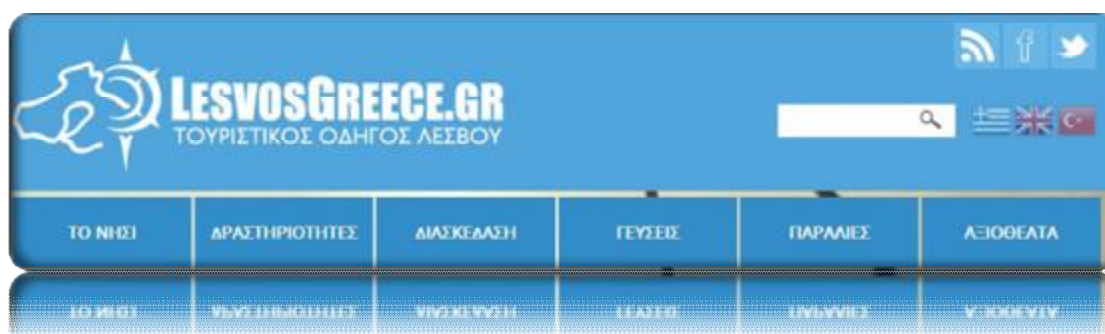 LESVOSGREECE.GR
ΤΟΥΡΙΣΤΙΚΟΣ ΟΔΗΓΟΣ ΛΕΣΒΟΥ
ΤΟ ΝΗΣΙ ΔΡΑΣΤΗΡΙΟΤΗΤΕΣ ΔΙΑΣΚΕΔΑΣΗ ΓΕΥΣΕΙΣ ΠΑΡΑΛΙΕΣ ΑΞΙΟΘΕΑΤΑ